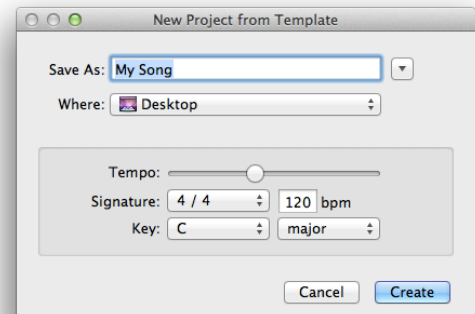 New Project from Template
Save As: My Song
Where: Desktop
Tempo:
Signature: 4 / 4 120 bpm
Key: C major
Cancel Create